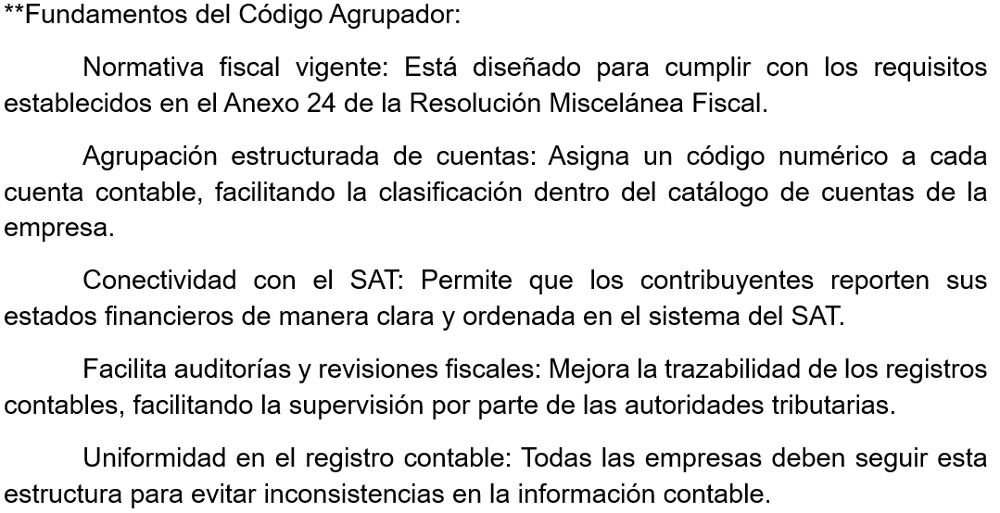 **Fundamentos del Código Agrupador:
Normativa fiscal vigente: Está diseñado para cumplir con los requisitos
establecidos en el Anexo 24 de la Resolución Miscelánea Fiscal.
Agrupación estructurada de cuentas: Asigna un código numérico a cada
cuenta contable, facilitando la clasificación dentro del catálogo de cuentas de la
empresa.
Conectividad con el SAT: Permite que los contribuyentes reporten sus
estados financieros de manera clara y ordenada en el sistema del SAT.
Facilita auditorías y revisiones fiscales: Mejora la trazabilidad de los registros
contables, facilitando la supervisión por parte de las autoridades tributarias.
Uniformidad en el registro contable: Todas las empresas deben seguir esta
estructura para evitar inconsistencias en la información contable.